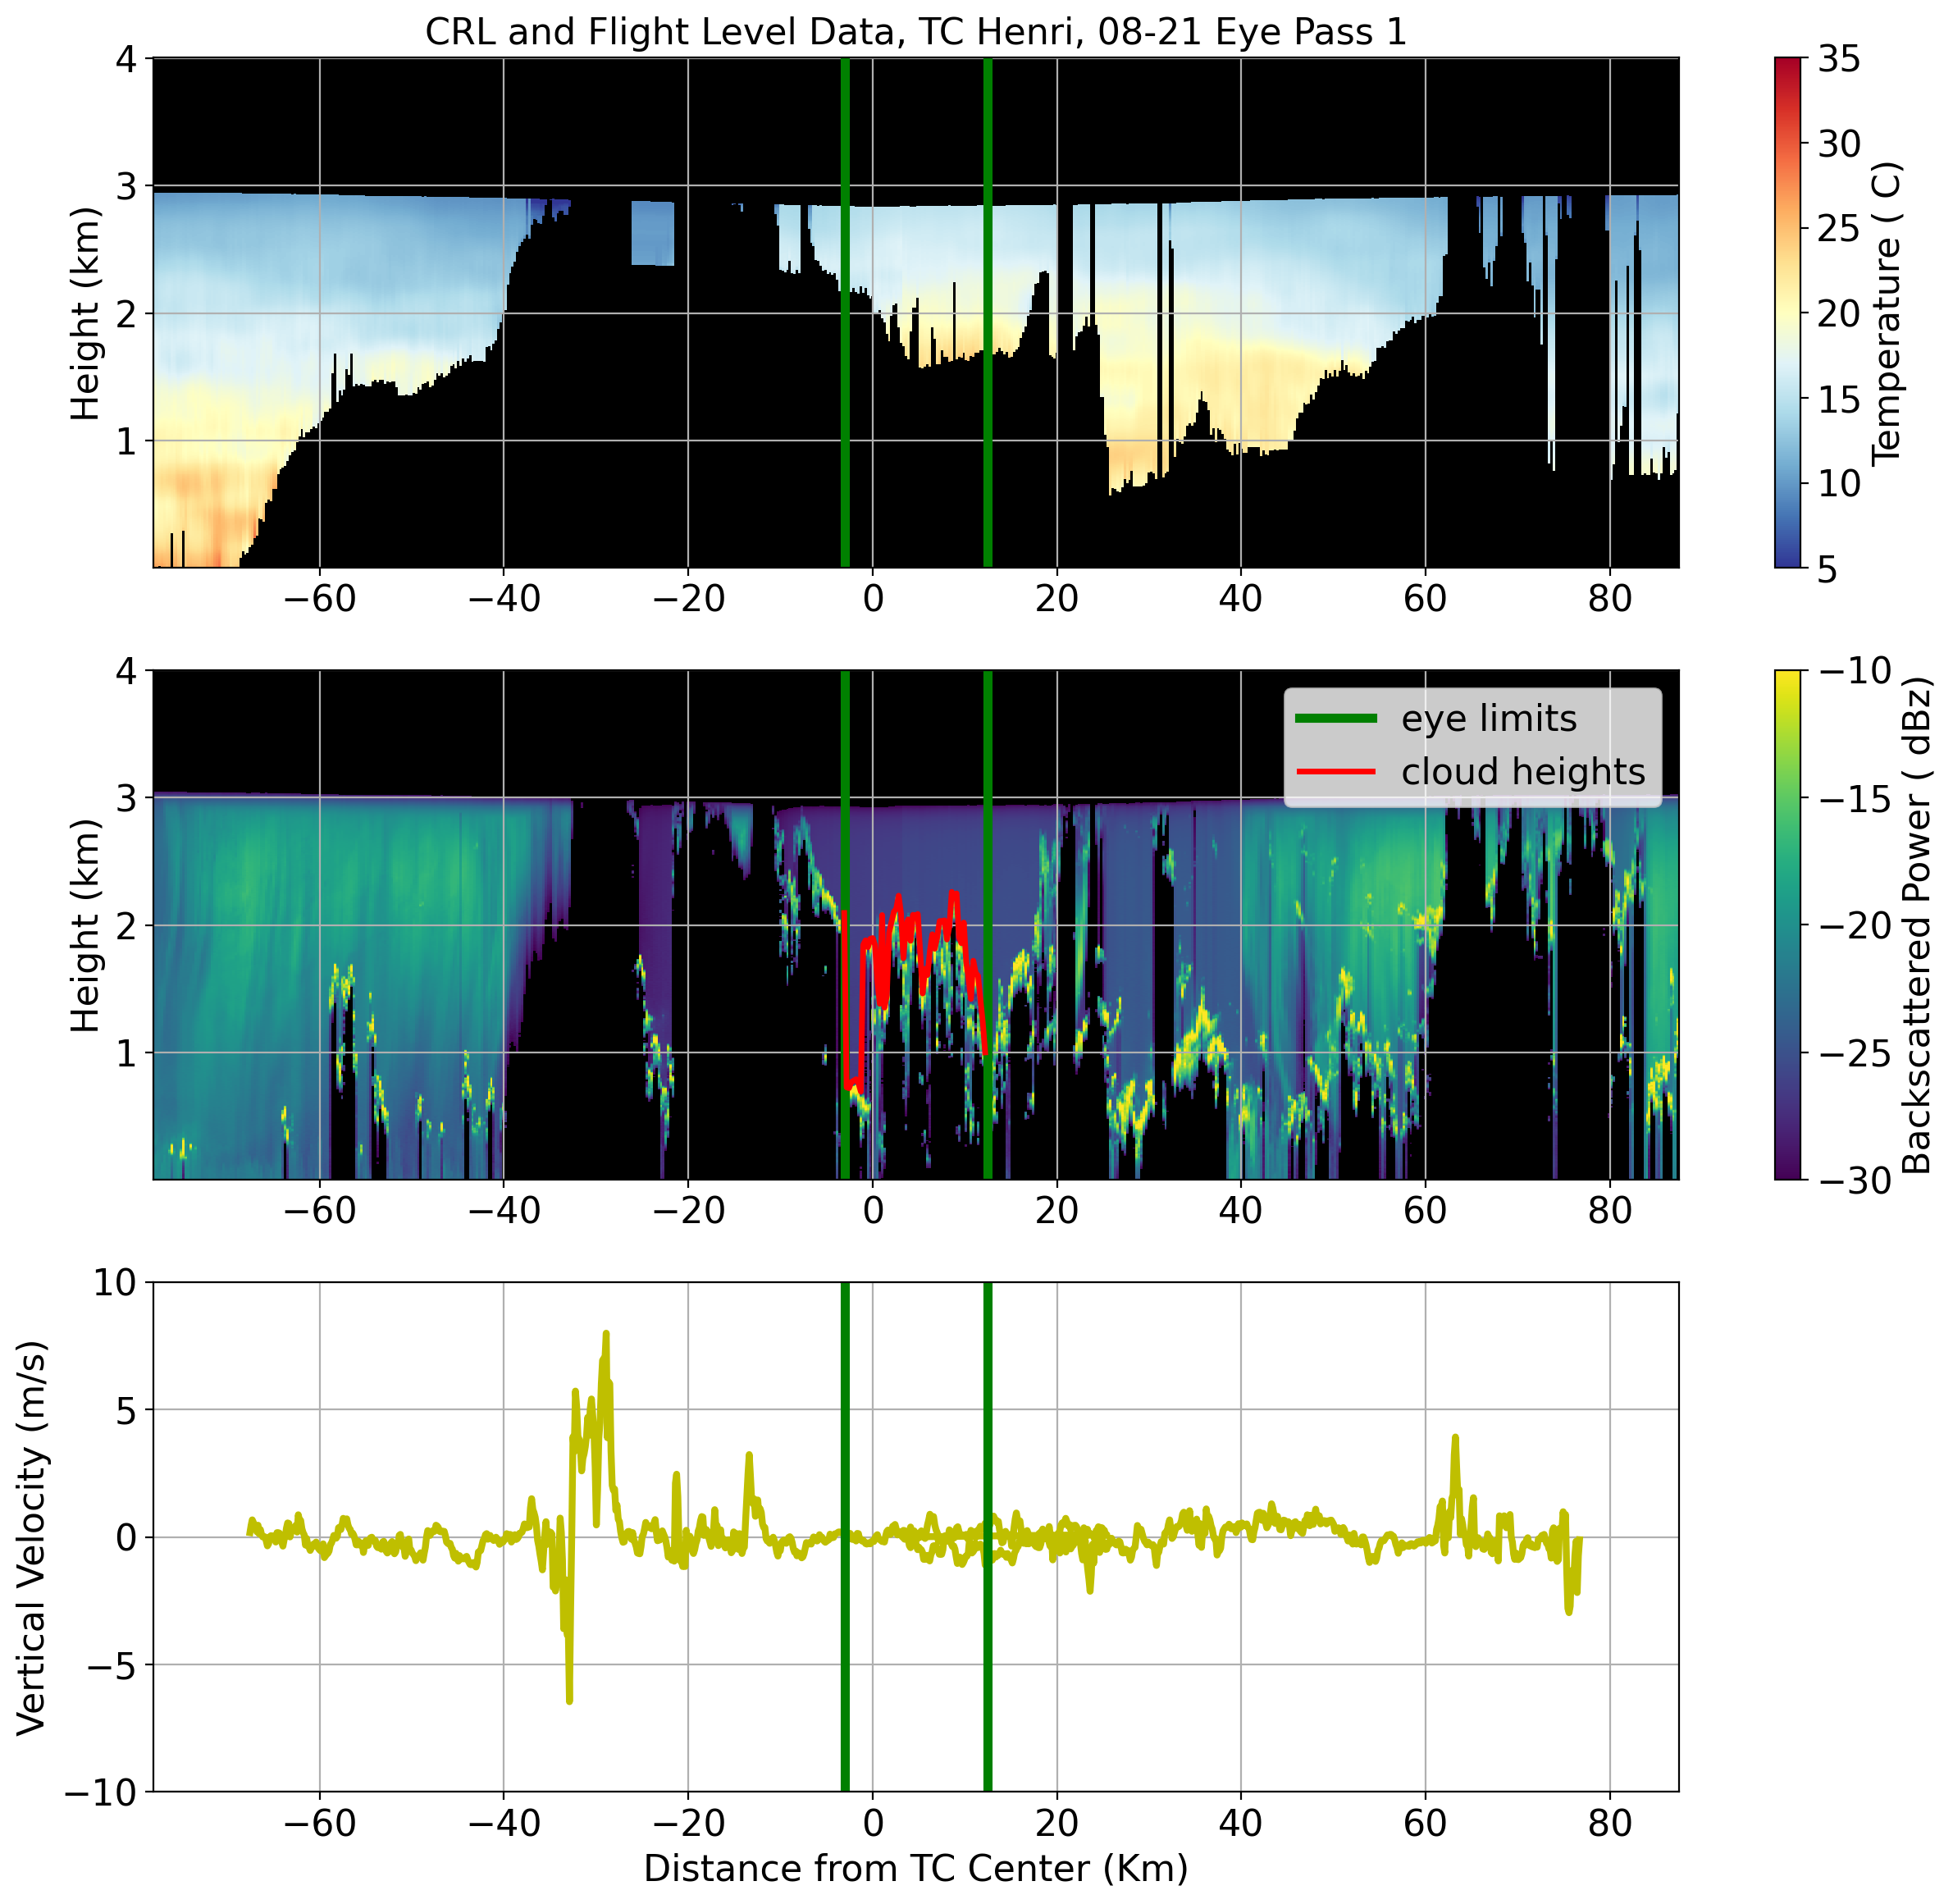 CRL and Flight Level Data, TC Henri, 08-21 Eye Pass 1
4
3
2
1
Height (km)
−60 −40 −20 0 20 40 60 80
35
30
25
20
15
10
5
Temperature ( C)
4
3
2
1
Height (km)
eye limits
cloud heights
−60 −40 −20 0 20 40 60 80
−10
−15
−20
−25
−30
Backscattered Power ( dBz)
10
5
0
−5
−10
Vertical Velocity (m/s)
−60 −40 −20 0 20 40 60 80
Distance from TC Center (Km)